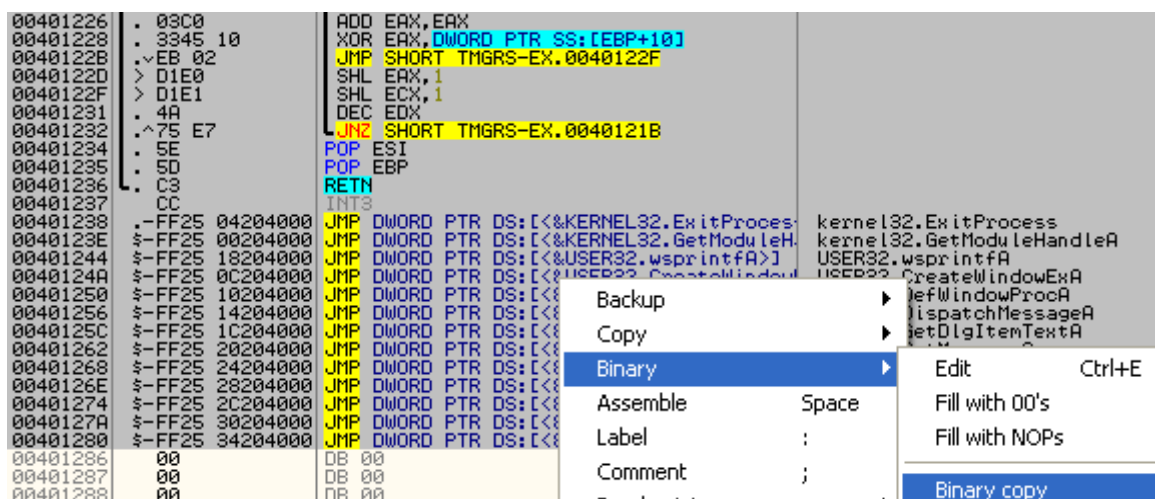 00401226 . 03C0 ADD EAX,EAX
00401228 . 3345 10 XOR EAX,DWORD PTR SS:[EBP+10]
0040122B .vEB 02 JMP SHORT TMGRS-EX.0040122F
0040122D > D1E0 SHL EAX,1
0040122F > D1E1 SHL ECX,1
00401231 . 4A DEC EDX
00401232 .^75 E7 JNZ SHORT TMGRS-EX.0040121B
00401234 . 5E POP ESI
00401235 . 5D POP EBP
00401236 . C3 RETN
00401237 CC INT3
00401238 .-FF25 04204000 JMP DWORD PTR DS:[<&KERNEL32.ExitProces kernel32.ExitProcess
0040123E $-FF25 00204000 JMP DWORD PTR DS:[<&KERNEL32.GetModuleH kernel32.GetModuleHandleA
00401244 $-FF25 18204000 JMP DWORD PTR DS:[<&USER32.wsprintfA>] USER32.wsprintfA
0040124A $-FF25 0C204000 JMP DWORD PTR DS:[<&USER32.CreateWindow USER32.CreateWindowExA
00401250 $-FF25 10204000 JMP DWORD PTR DS:[<& DefWindowProcA
00401256 $-FF25 14204000 JMP DWORD PTR DS:[<& DispatchMessageA
0040125C $-FF25 1C204000 JMP DWORD PTR DS:[<& GetDlgItemTextA
00401262 $-FF25 20204000 JMP DWORD PTR DS:[<&
00401268 $-FF25 24204000 JMP DWORD PTR DS:[<&
0040126E $-FF25 28204000 JMP DWORD PTR DS:[<&
00401274 $-FF25 2C204000 JMP DWORD PTR DS:[<&
0040127A $-FF25 30204000 JMP DWORD PTR DS:[<&
00401280 $-FF25 34204000 JMP DWORD PTR DS:[<&
00401286 00 DB 00
00401287 00 DB 00
00401288 00 DB 00
Backup
Copy
Binary
Assemble Space
Label :
Comment ;
Edit Ctrl+E
Fill with 00's
Fill with NOPs
Binary copy